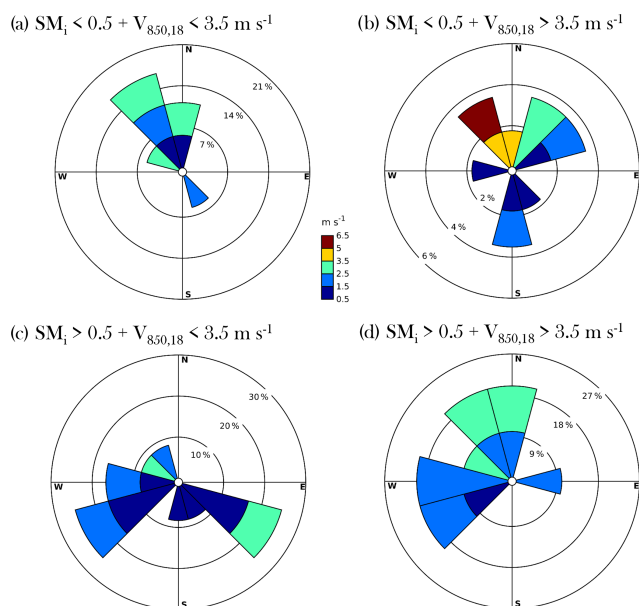 (a) SMᵢ < 0.5 + V₈₅₀,₁₈ < 3.5 m s⁻¹
(b) SMᵢ < 0.5 + V₈₅₀,₁₈ > 3.5 m s⁻¹
N
21 %
14 %
7 %
W
E
S
N
2 %
4 %
6 %
W
E
S
m s⁻¹
6.5
5
3.5
2.5
1.5
0.5
(c) SMᵢ > 0.5 + V₈₅₀,₁₈ < 3.5 m s⁻¹
(d) SMᵢ > 0.5 + V₈₅₀,₁₈ > 3.5 m s⁻¹
N
30 %
20 %
10 %
W
E
S
N
27 %
18 %
9 %
W
E
S